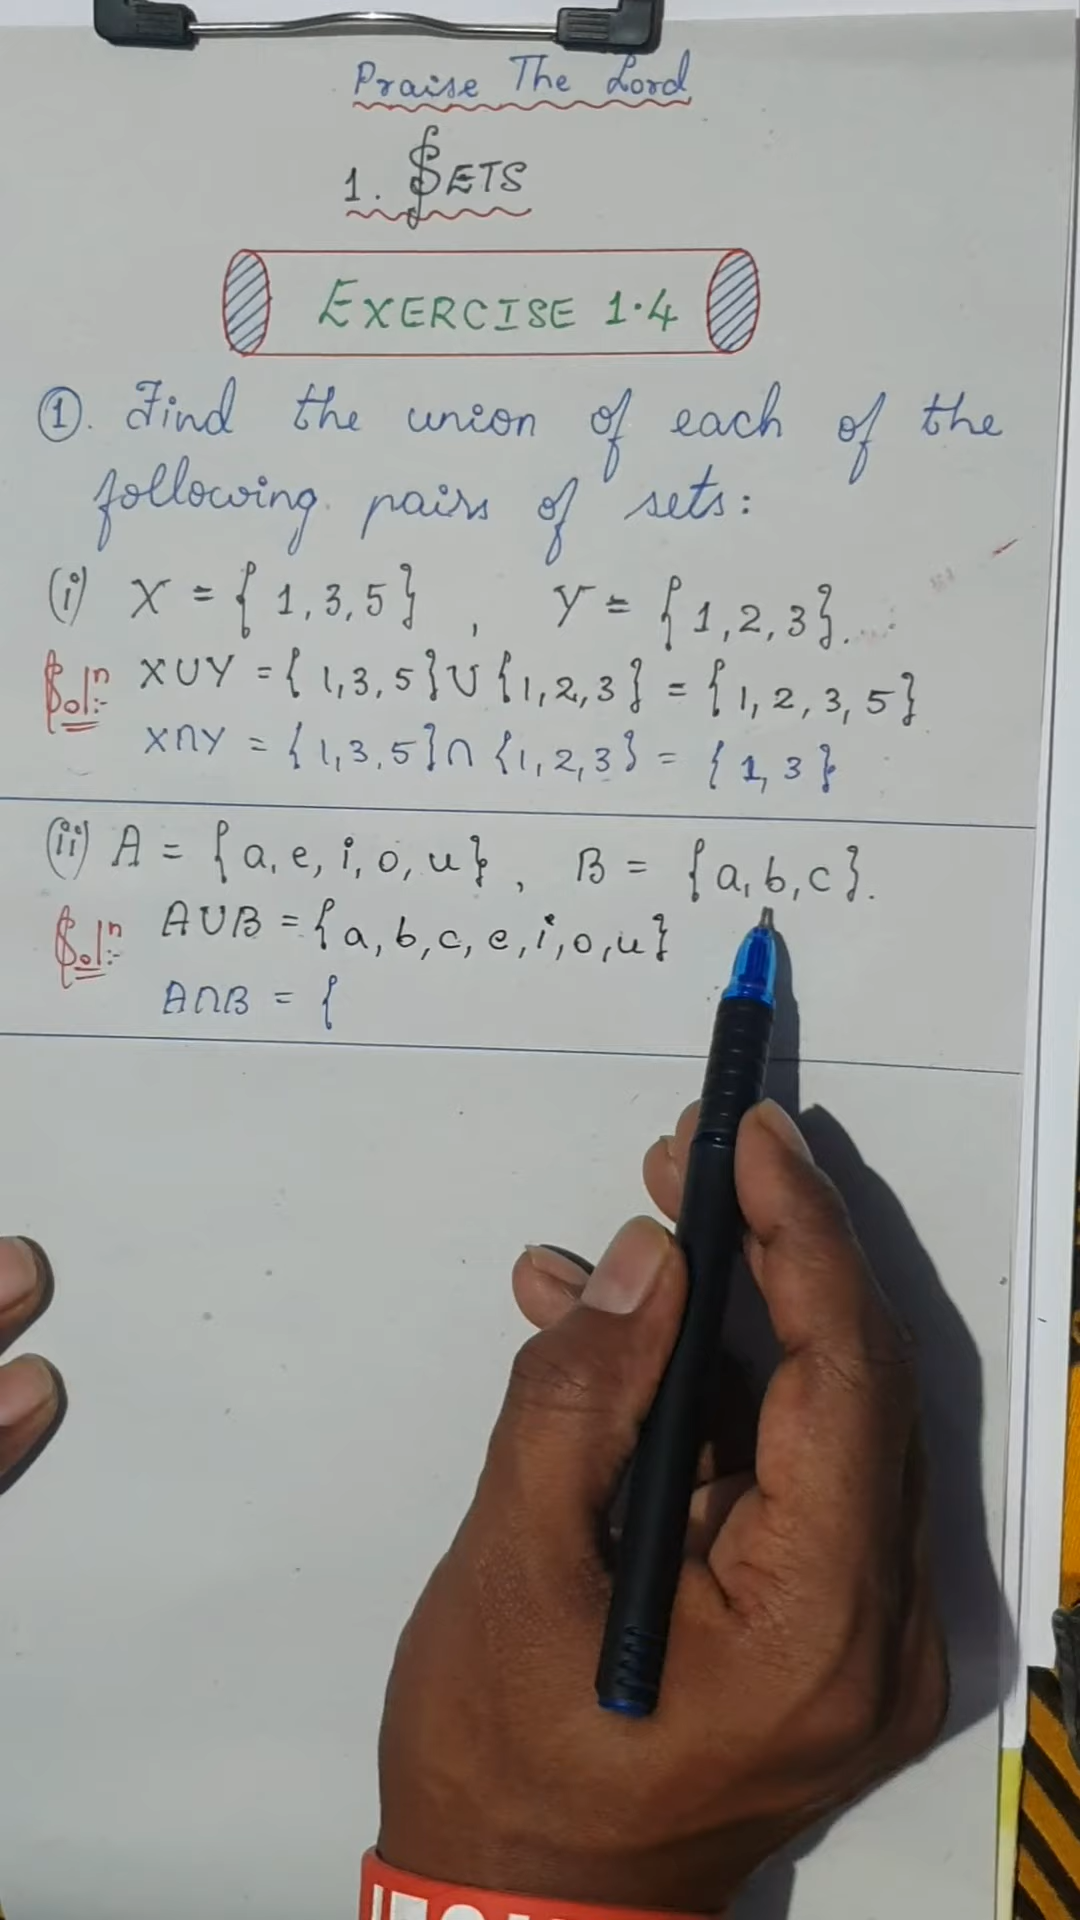 Praise The Lord
1. SETS
EXERCISE 1.4
①. Find the union of each of the
following pairs of sets:
(i) X = {1, 3, 5} , Y = {1, 2, 3}.
Solⁿ:- X∪Y = {1, 3, 5} ∪ {1, 2, 3} = {1, 2, 3, 5}
X∩Y = {1, 3, 5} ∩ {1, 2, 3} = {1, 3}
(ii) A = {a, e, i, o, u} , B = {a, b, c}.
Solⁿ:- A∪B = {a, b, c, e, i, o, u}
A∩B = {